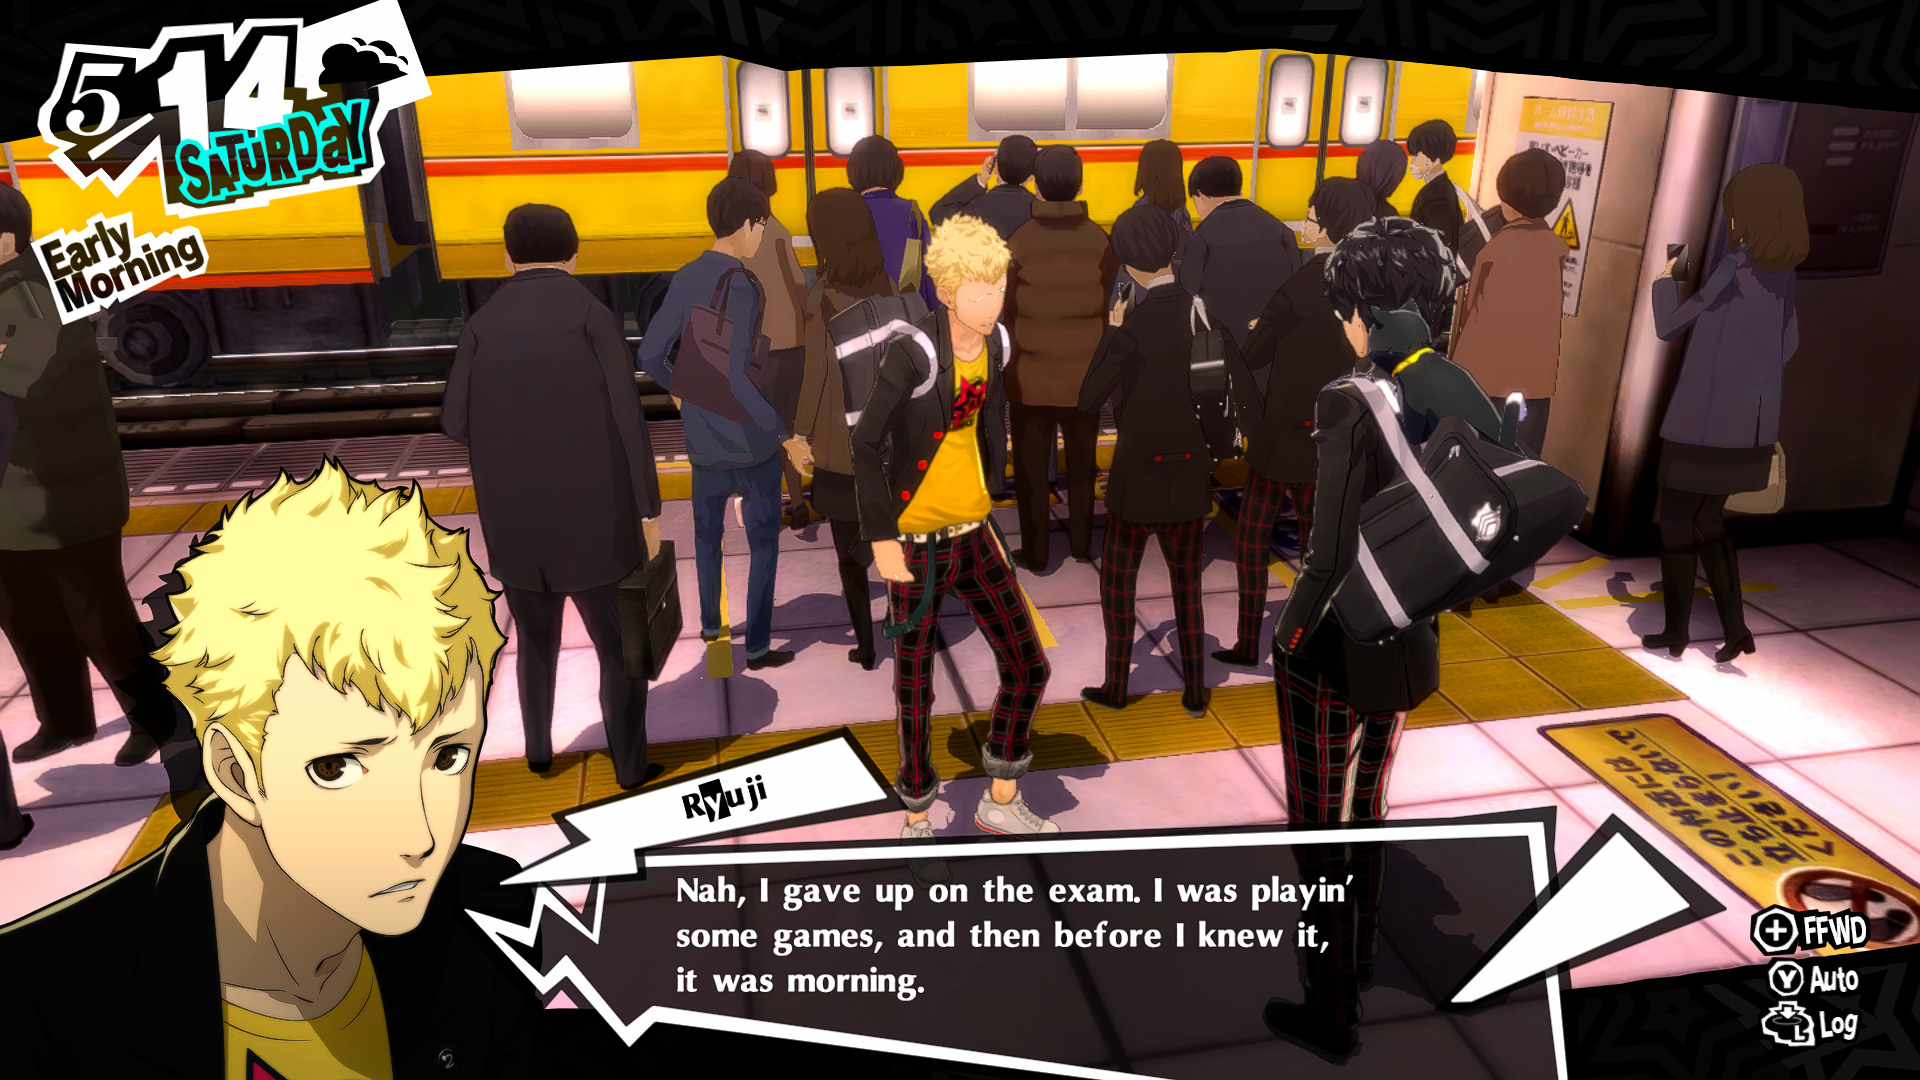 5/14
SATURDAY
Early
Morning
Ryuji
Nah, I gave up on the exam. I was playin'
some games, and then before I knew it,
it was morning.
FFWD
Y Auto
L Log